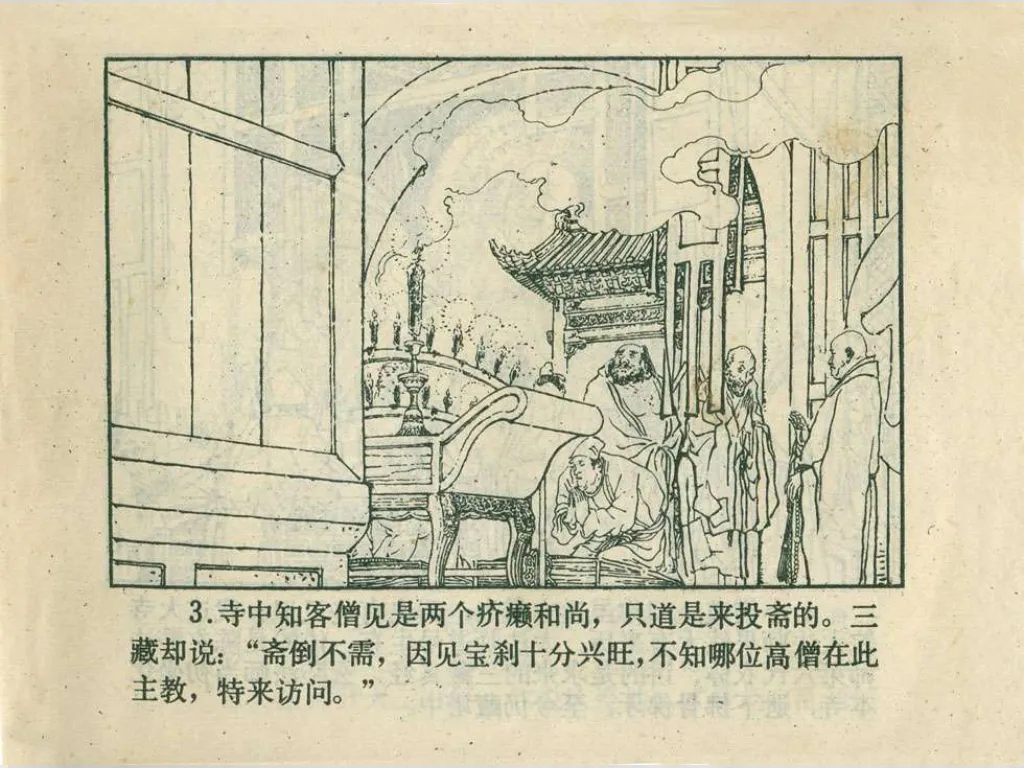 3.寺中知客僧见是两个疥癞和尚，只道是来投斋的。三
藏却说：“斋倒不需，因见宝刹十分兴旺，不知哪位高僧在此
主教，特来访问。”